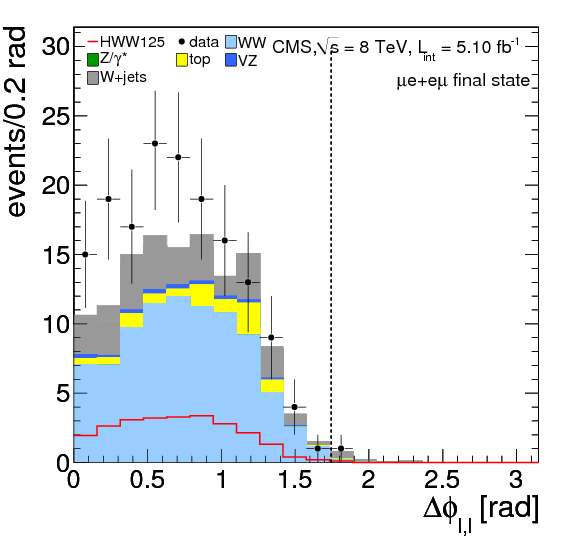 HWW125 data WW CMS,√s = 8 TeV, L_int = 5.10 fb⁻¹
Z/γ* top VZ
W+jets μe+eμ final state
events/0.2 rad
30
25
20
15
10
5
0
0 0.5 1 1.5 2 2.5 3
Δϕ_l,l [rad]